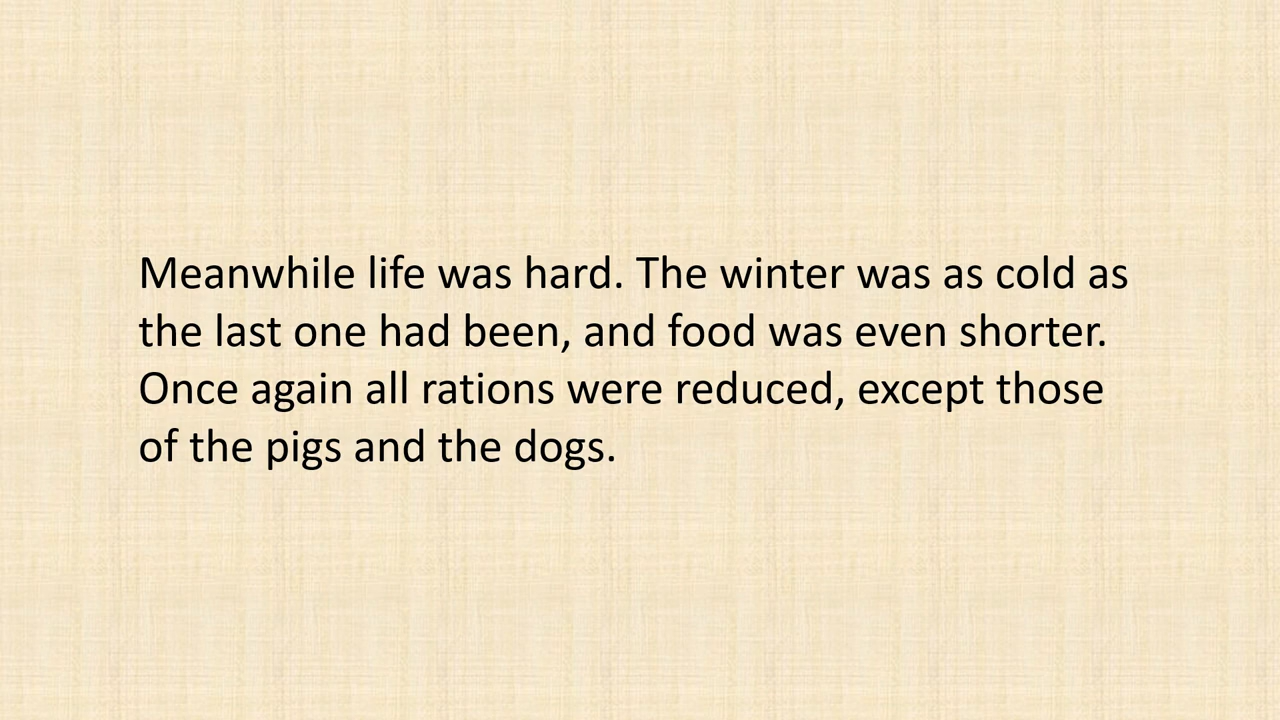 Meanwhile life was hard. The winter was as cold as
the last one had been, and food was even shorter.
Once again all rations were reduced, except those
of the pigs and the dogs.